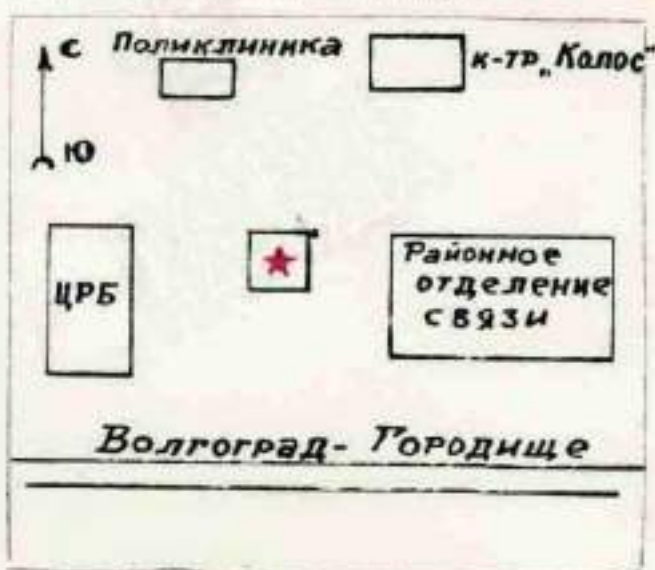 С
Поликлиника
к-тр „Колос"
Ю
ЦРБ
Районное
отделение
связи
Волгоград- Городище